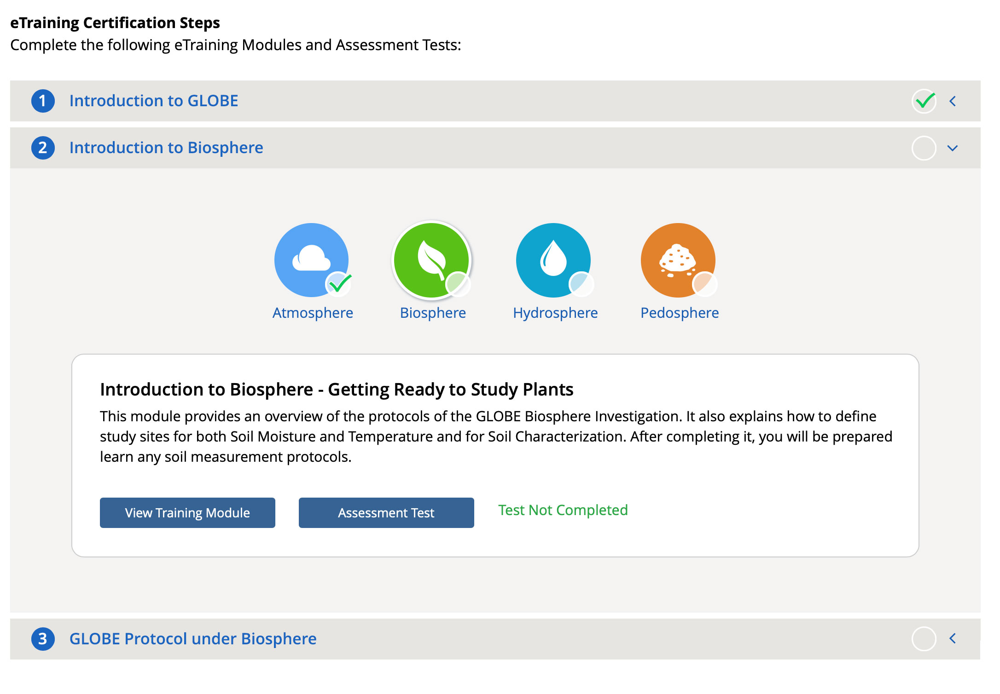 eTraining Certification Steps
Complete the following eTraining Modules and Assessment Tests:
1 Introduction to GLOBE
2 Introduction to Biosphere
Atmosphere Biosphere Hydrosphere Pedosphere
Introduction to Biosphere - Getting Ready to Study Plants
This module provides an overview of the protocols of the GLOBE Biosphere Investigation. It also explains how to define
study sites for both Soil Moisture and Temperature and for Soil Characterization. After completing it, you will be prepared
learn any soil measurement protocols.
View Training Module Assessment Test Test Not Completed
3 GLOBE Protocol under Biosphere